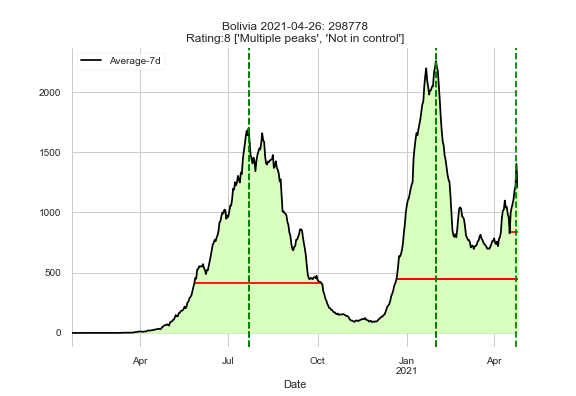 Bolivia 2021-04-26: 298778
Rating:8 ['Multiple peaks', 'Not in control']
Average-7d
2000
1500
1000
500
0
Apr Jul Oct Jan Apr
2021
Date